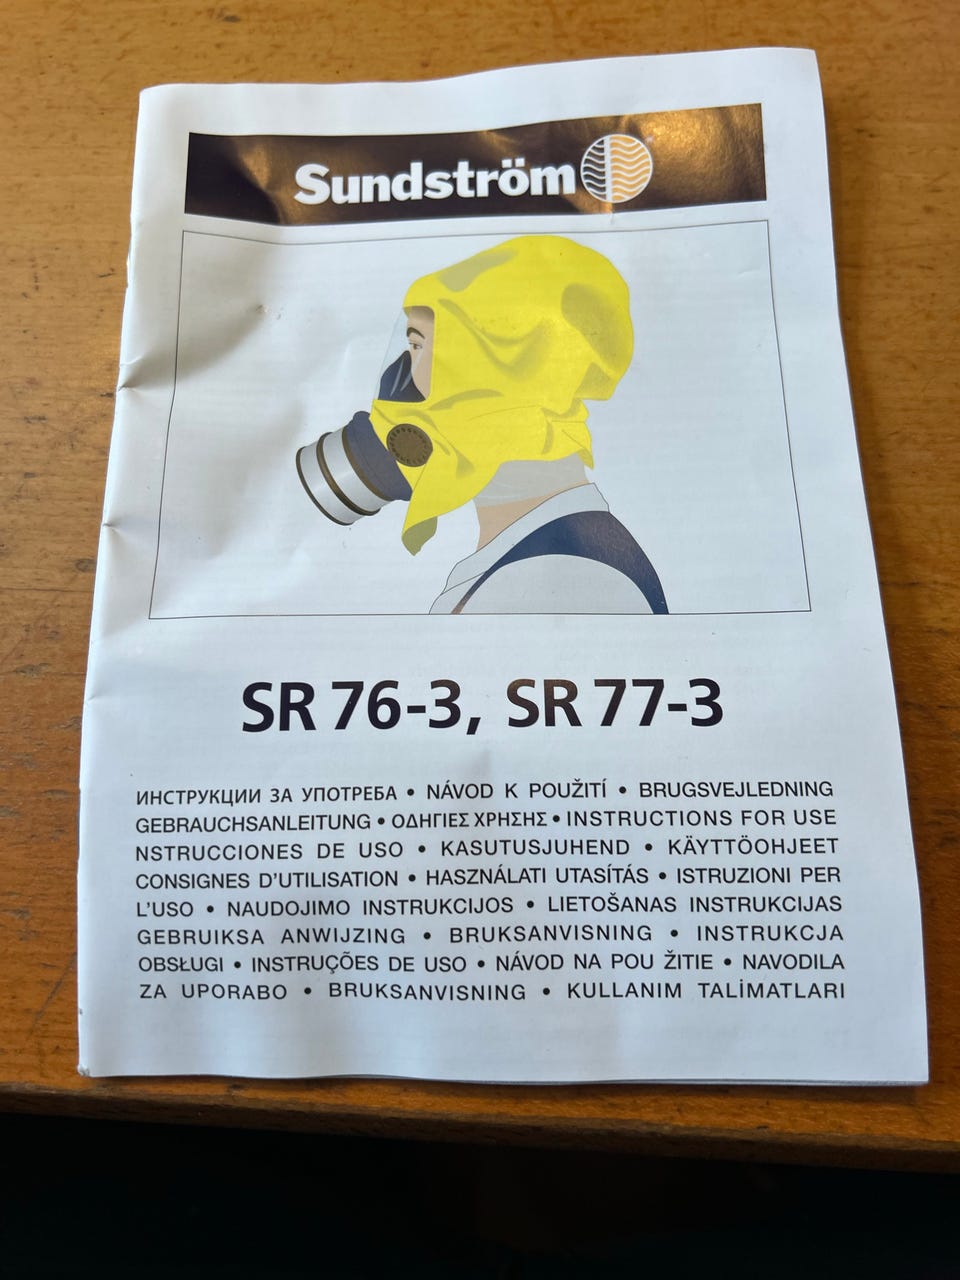 Sundström
SR 76-3, SR 77-3
ИНСТРУКЦИИ ЗА УПОТРЕБА • NÁVOD K POUŽITÍ • BRUGSVEJLEDNING
GEBRAUCHSANLEITUNG • ΟΔΗΓΙΕΣ ΧΡΗΣΗΣ • INSTRUCTIONS FOR USE
NSTRUCCIONES DE USO • KASUTUSJUHEND • KÄYTTÖOHJEET
CONSIGNES D'UTILISATION • HASZNÁLATI UTASÍTÁS • ISTRUZIONI PER
L'USO • NAUDOJIMO INSTRUKCIJOS • LIETOŠANAS INSTRUKCIJAS
GEBRUIKSA ANWIJZING • BRUKSANVISNING • INSTRUKCJA
OBSŁUGI • INSTRUÇÕES DE USO • NÁVOD NA POU ŽITIE • NAVODILA
ZA UPORABO • BRUKSANVISNING • KULLANIM TALİMATLARI